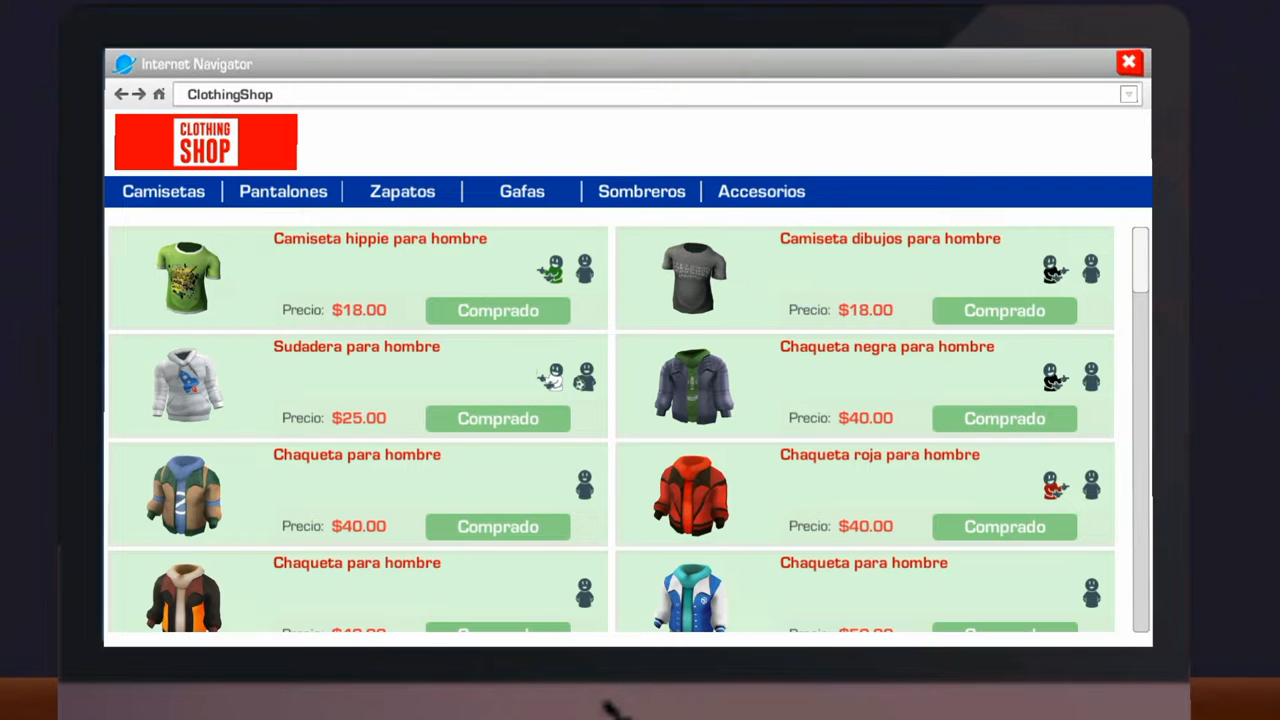 Internet Navigator
ClothingShop
CLOTHING
SHOP
Camisetas Pantalones Zapatos Gafas Sombreros Accesorios
Camiseta hippie para hombre
Precio: $18.00 Comprado
Camiseta dibujos para hombre
Precio: $18.00 Comprado
Sudadera para hombre
Precio: $25.00 Comprado
Chaqueta negra para hombre
Precio: $40.00 Comprado
Chaqueta para hombre
Precio: $40.00 Comprado
Chaqueta roja para hombre
Precio: $40.00 Comprado
Chaqueta para hombre
Chaqueta para hombre